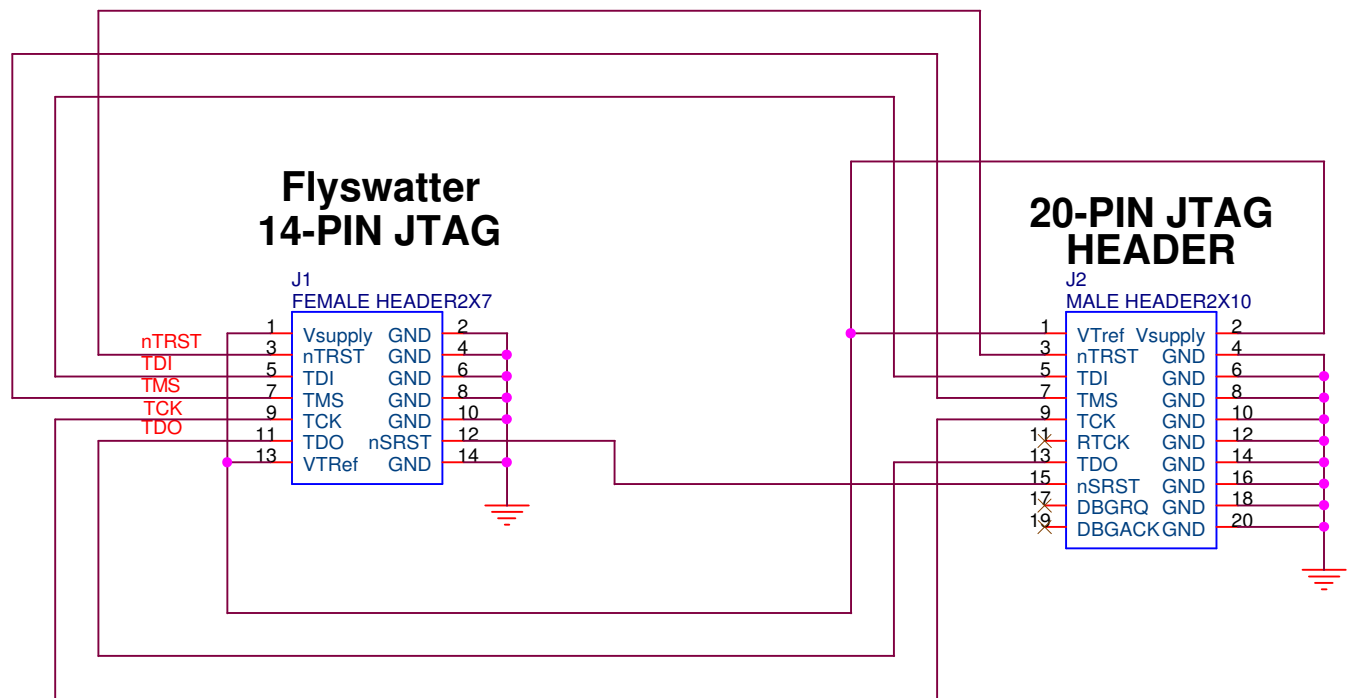 Flyswatter
14-PIN JTAG
20-PIN JTAG
HEADER
J1
FEMALE HEADER2X7
J2
MALE HEADER2X10
nTRST
TDI
TMS
TCK
TDO
1 Vsupply GND 2
3 nTRST GND 4
5 TDI GND 6
7 TMS GND 8
9 TCK GND 10
11 TDO nSRST 12
13 VTRef GND 14
1 VTref Vsupply 2
3 nTRST GND 4
5 TDI GND 6
7 TMS GND 8
9 TCK GND 10
11 RTCK GND 12
13 TDO GND 14
15 nSRST GND 16
17 DBGRQ GND 18
19 DBGACK GND 20